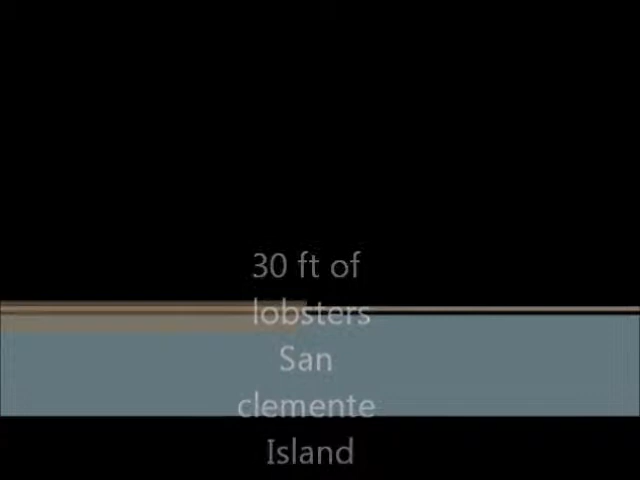 30 ft of
lobsters
San
clemente
Island